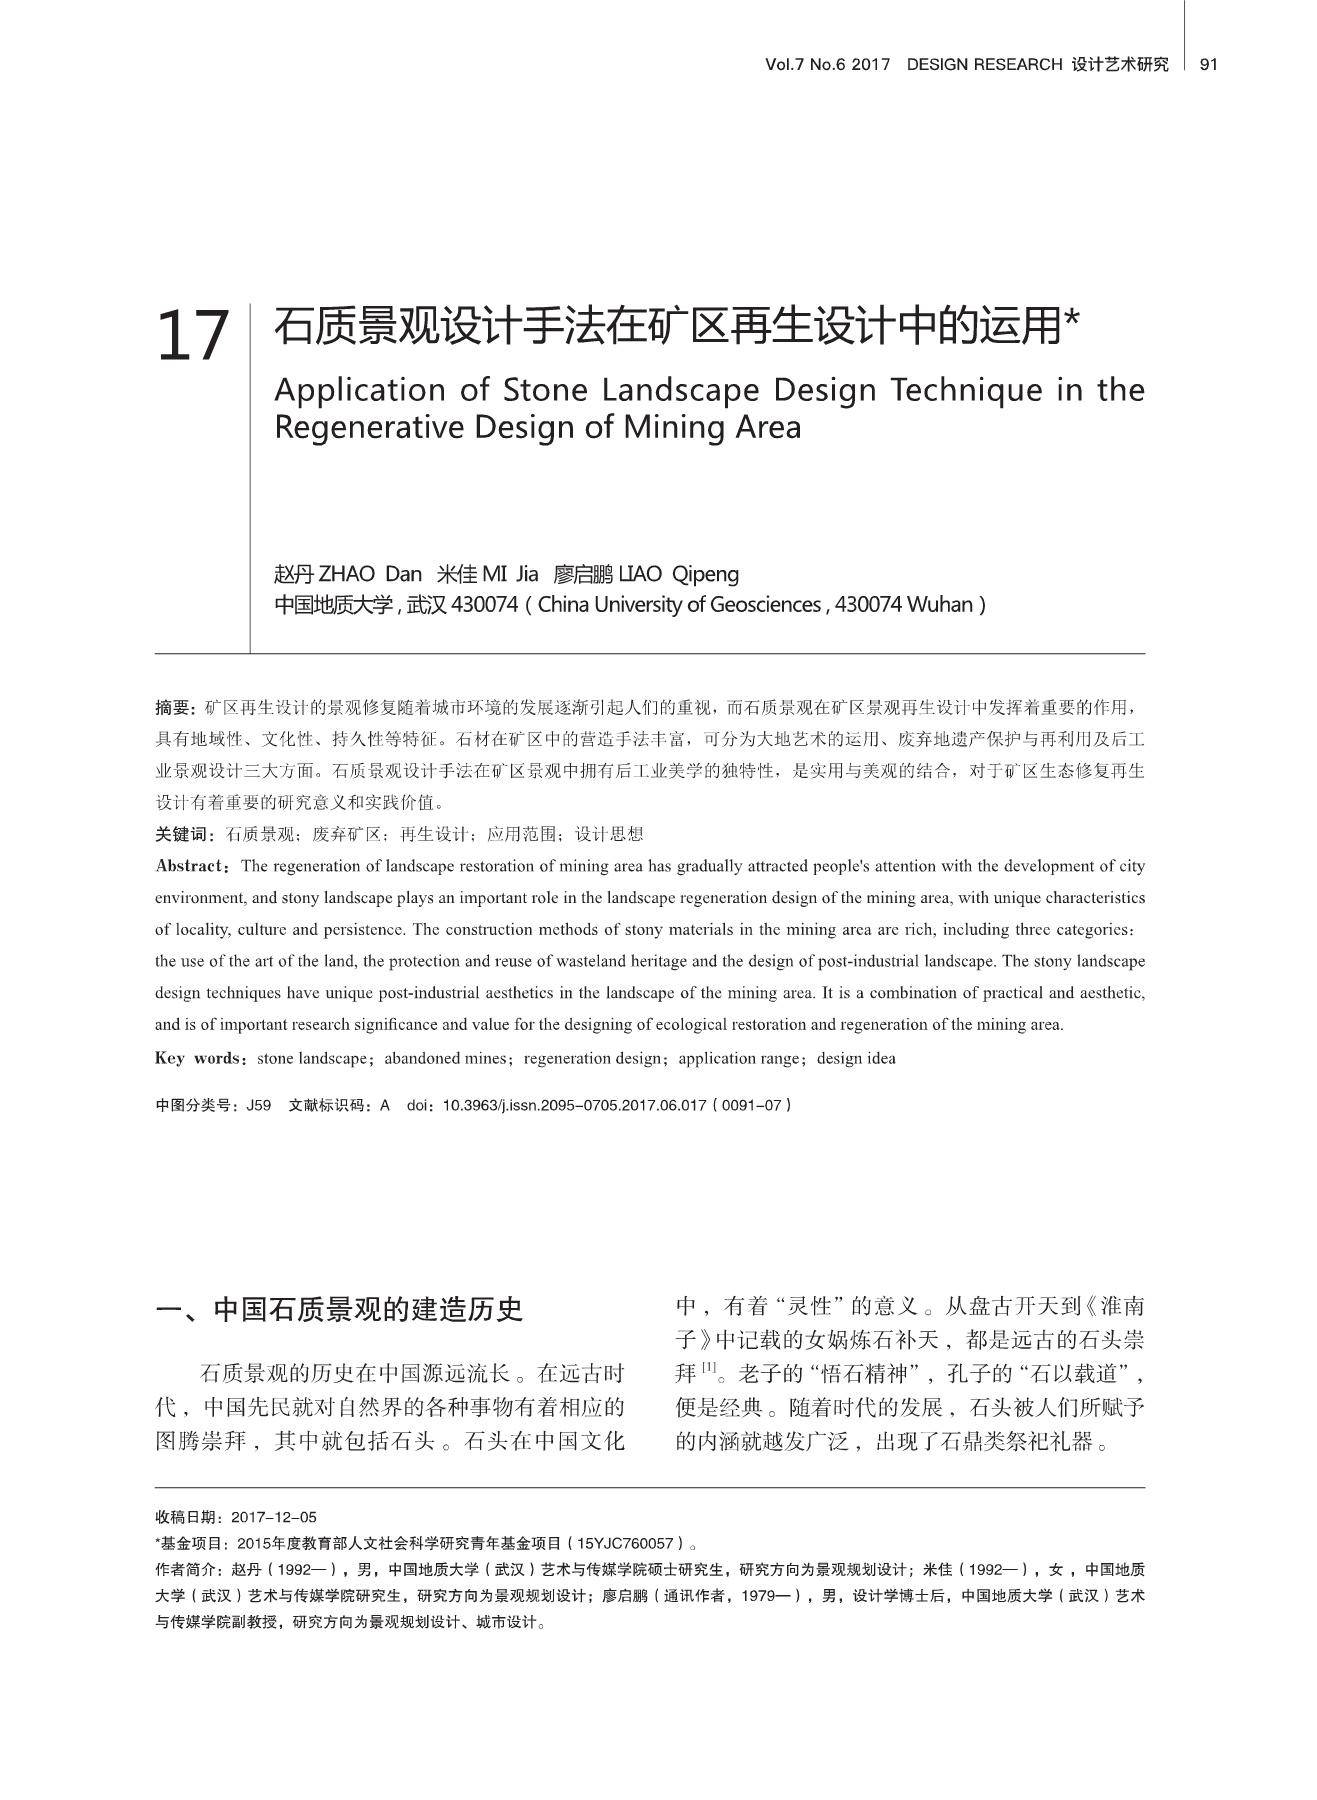 Vol.7 No.6 2017 DESIGN RESEARCH 设计艺术研究 91
17
石质景观设计手法在矿区再生设计中的运用*
Application of Stone Landscape Design Technique in the
Regenerative Design of Mining Area
赵丹 ZHAO Dan 米佳 MI Jia 廖启鹏 LIAO Qipeng
中国地质大学，武汉 430074（China University of Geosciences，430074 Wuhan）
摘要：矿区再生设计的景观修复随着城市环境的发展逐渐引起人们的重视，而石质景观在矿区景观再生设计中发挥着重要的作用，
具有地域性、文化性、持久性等特征。石材在矿区中的营造手法丰富，可分为大地艺术的运用、废弃地遗产保护与再利用及后工
业景观设计三大方面。石质景观设计手法在矿区景观中拥有后工业美学的独特性，是实用与美观的结合，对于矿区生态修复再生
设计有着重要的研究意义和实践价值。
关键词：石质景观；废弃矿区；再生设计；应用范围；设计思想
Abstract：The regeneration of landscape restoration of mining area has gradually attracted people's attention with the development of city
environment, and stony landscape plays an important role in the landscape regeneration design of the mining area, with unique characteristics
of locality, culture and persistence. The construction methods of stony materials in the mining area are rich, including three categories：
the use of the art of the land, the protection and reuse of wasteland heritage and the design of post-industrial landscape. The stony landscape
design techniques have unique post-industrial aesthetics in the landscape of the mining area. It is a combination of practical and aesthetic,
and is of important research significance and value for the designing of ecological restoration and regeneration of the mining area.
Key words：stone landscape；abandoned mines；regeneration design；application range；design idea
中图分类号：J59 文献标识码：A doi：10.3963/j.issn.2095-0705.2017.06.017（0091-07）
一、中国石质景观的建造历史
石质景观的历史在中国源远流长。在远古时
代，中国先民就对自然界的各种事物有着相应的
图腾崇拜，其中就包括石头。石头在中国文化
中，有着“灵性”的意义。从盘古开天到《淮南
子》中记载的女娲炼石补天，都是远古的石头崇
拜[1]。老子的“悟石精神”，孔子的“石以载道”，
便是经典。随着时代的发展，石头被人们所赋予
的内涵就越发广泛，出现了石鼎类祭祀礼器。
收稿日期：2017-12-05
*基金项目：2015年度教育部人文社会科学研究青年基金项目（15YJC760057）。
作者简介：赵丹（1992—），男，中国地质大学（武汉）艺术与传媒学院硕士研究生，研究方向为景观规划设计；米佳（1992—），女，中国地质
大学（武汉）艺术与传媒学院研究生，研究方向为景观规划设计；廖启鹏（通讯作者，1979—），男，设计学博士后，中国地质大学（武汉）艺术
与传媒学院副教授，研究方向为景观规划设计、城市设计。